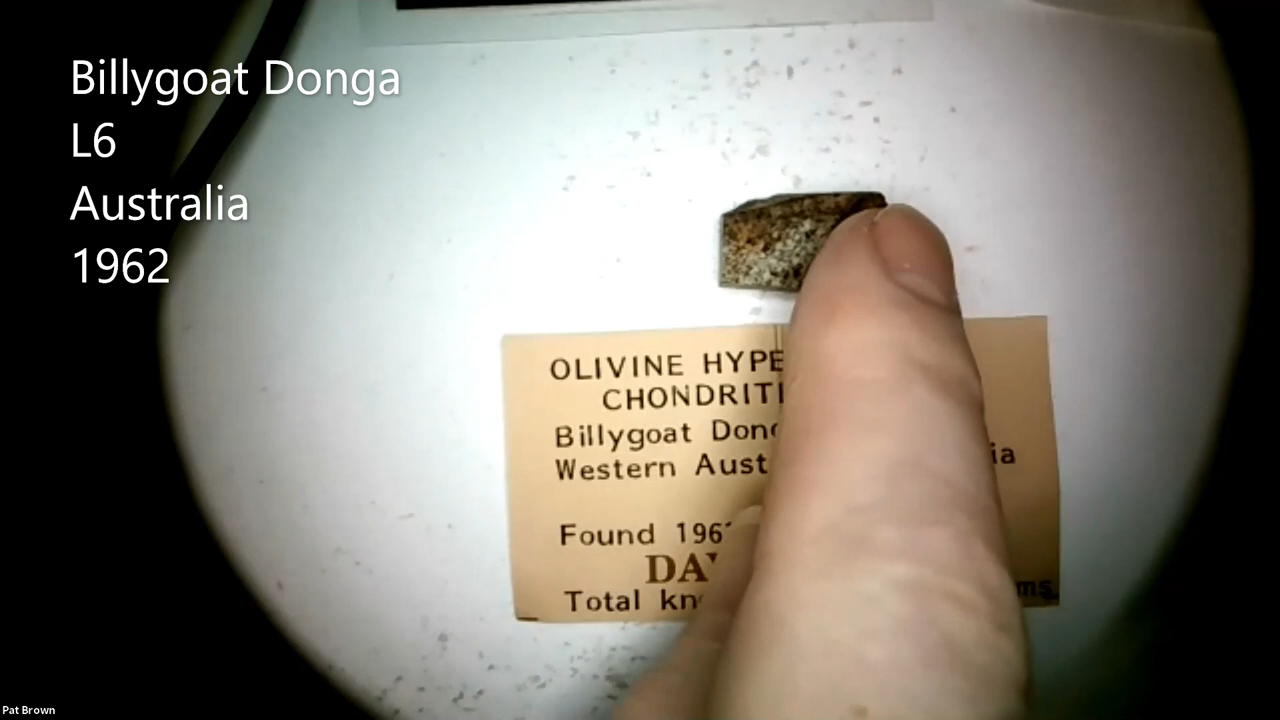 Billygoat Donga
L6
Australia
1962
OLIVINE HYPE
CHONDRITI
Billygoat Dong
Western Aust ia
Found 196
DA
Total kn ms.
Pat Brown